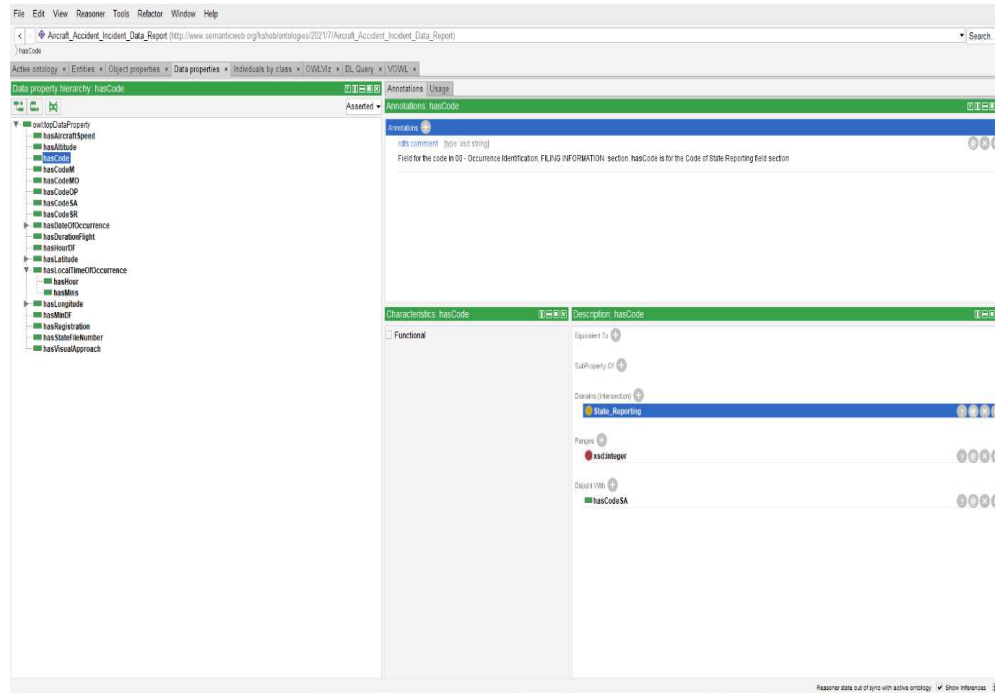 File Edit View Reasoner Tools Refactor Window Help
< > Aircraft_Accident_Incident_Data_Report (http://www.semanticweb.org/kshob/ontologies/2021/7/Aircraft_Accident_Incident_Data_Report) Search...
hasCode
Active ontology × Entities × Object properties × Data properties × Individuals by class × OWLViz × DL Query × VOWL ×
Data property hierarchy: hasCode
Asserted
owl:topDataProperty
hasAircraftSpeed
hasAltitude
hasCode
hasCodeM
hasCodeMO
hasCodeOP
hasCodeSA
hasCodeSR
hasDateOfOccurrence
hasDurationFlight
hasHourDF
hasLatitude
hasLocalTimeOfOccurrence
hasHour
hasMins
hasLongitude
hasMinDF
hasRegistration
hasStateFileNumber
hasVisualApproach
Annotations Usage
Annotations: hasCode
Annotations
rdfs:comment [type: xsd:string]
Field for the code in 00 - Occurrence Identification, FILING INFORMATION section. hasCode is for the Code of State Reporting field section
Characteristics: hasCode
Functional
Description: hasCode
Equivalent To
SubProperty Of
Domains (intersection)
State_Reporting
Ranges
xsd:integer
Disjoint With
hasCodeSA
Reasoner state out of sync with active ontology ✔ Show Inferences